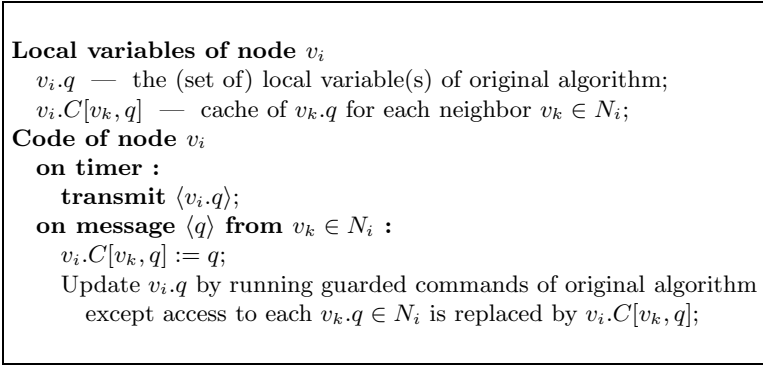 Local variables of node v_i
v_i.q — the (set of) local variable(s) of original algorithm;
v_i.C[v_k, q] — cache of v_k.q for each neighbor v_k ∈ N_i;
Code of node v_i
on timer :
transmit ⟨v_i.q⟩;
on message ⟨q⟩ from v_k ∈ N_i :
v_i.C[v_k, q] := q;
Update v_i.q by running guarded commands of original algorithm
except access to each v_k.q ∈ N_i is replaced by v_i.C[v_k, q];